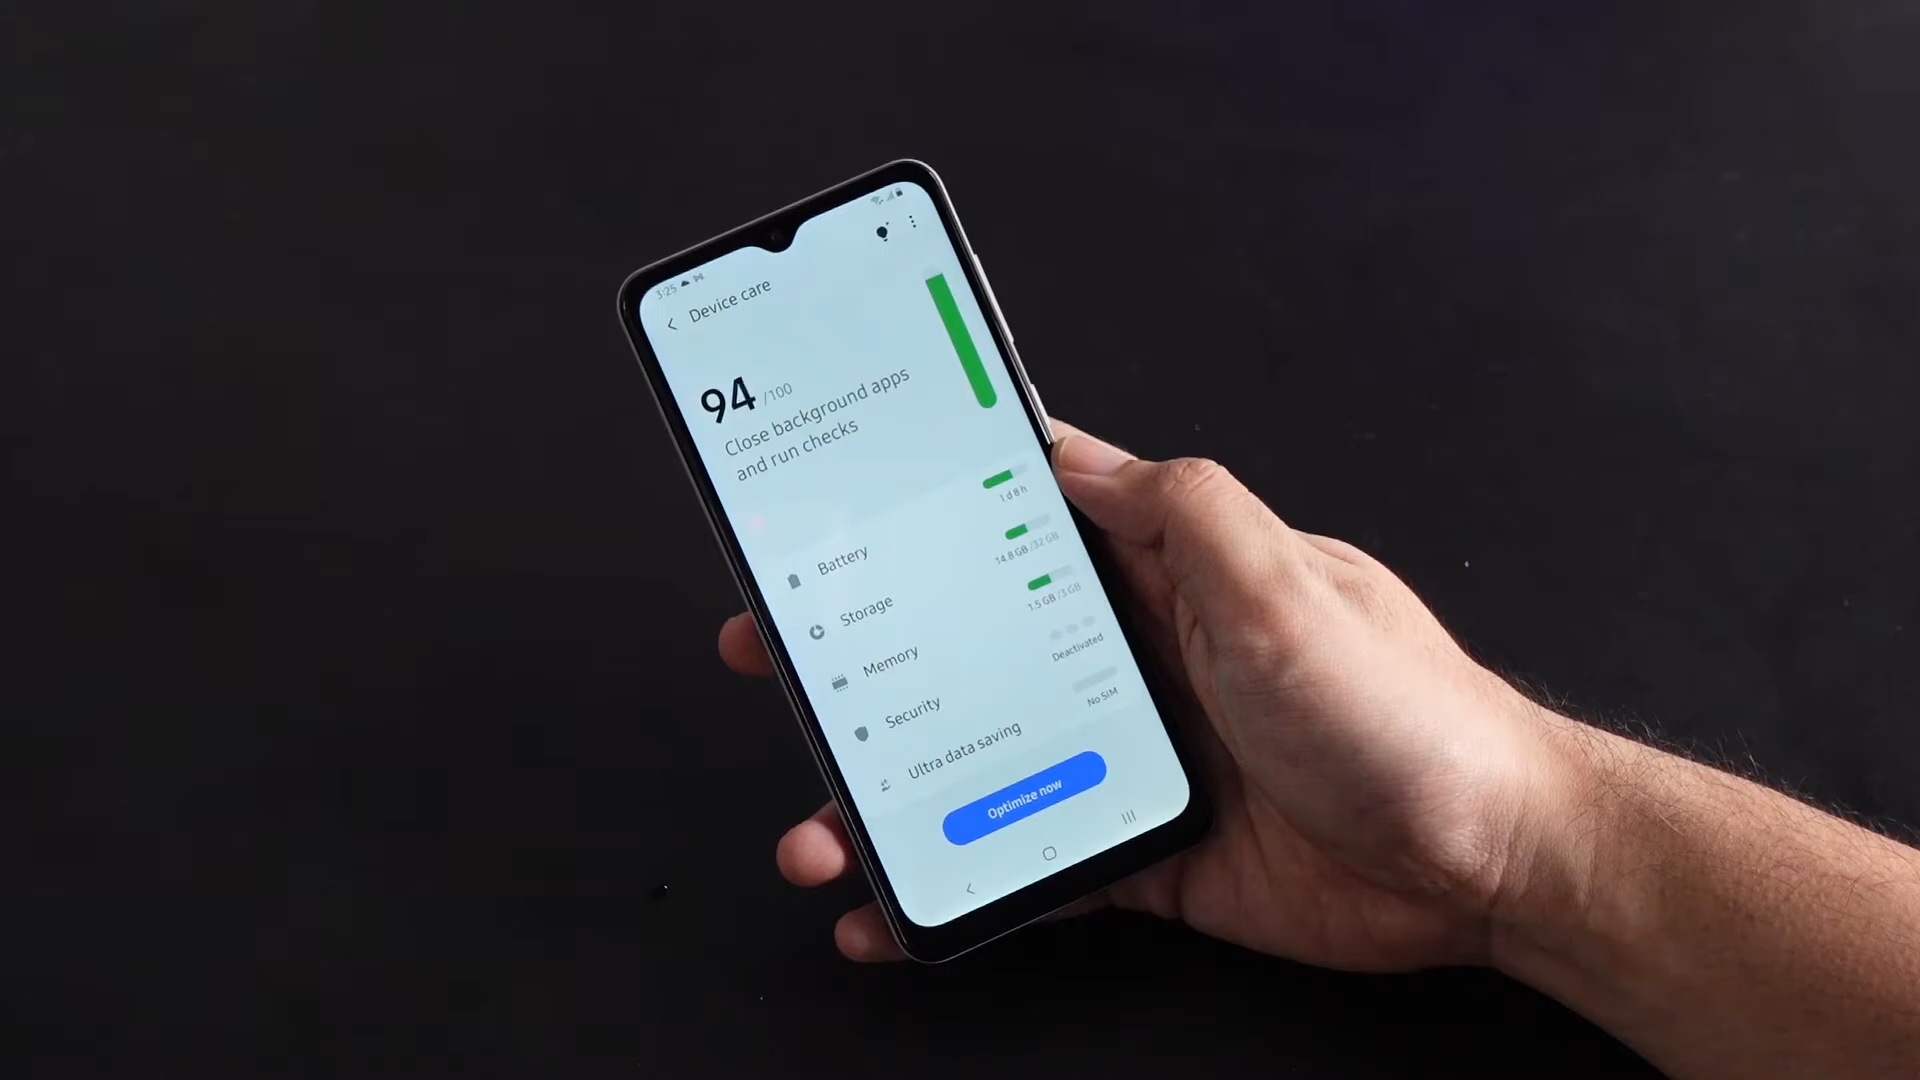 3:25
Device care
94 /100
Close background apps
and run checks
Battery
1 d 8 h
Storage
14.8 GB /32 GB
Memory
1.5 GB /3 GB
Security
Deactivated
Ultra data saving
No SIM
Optimize now